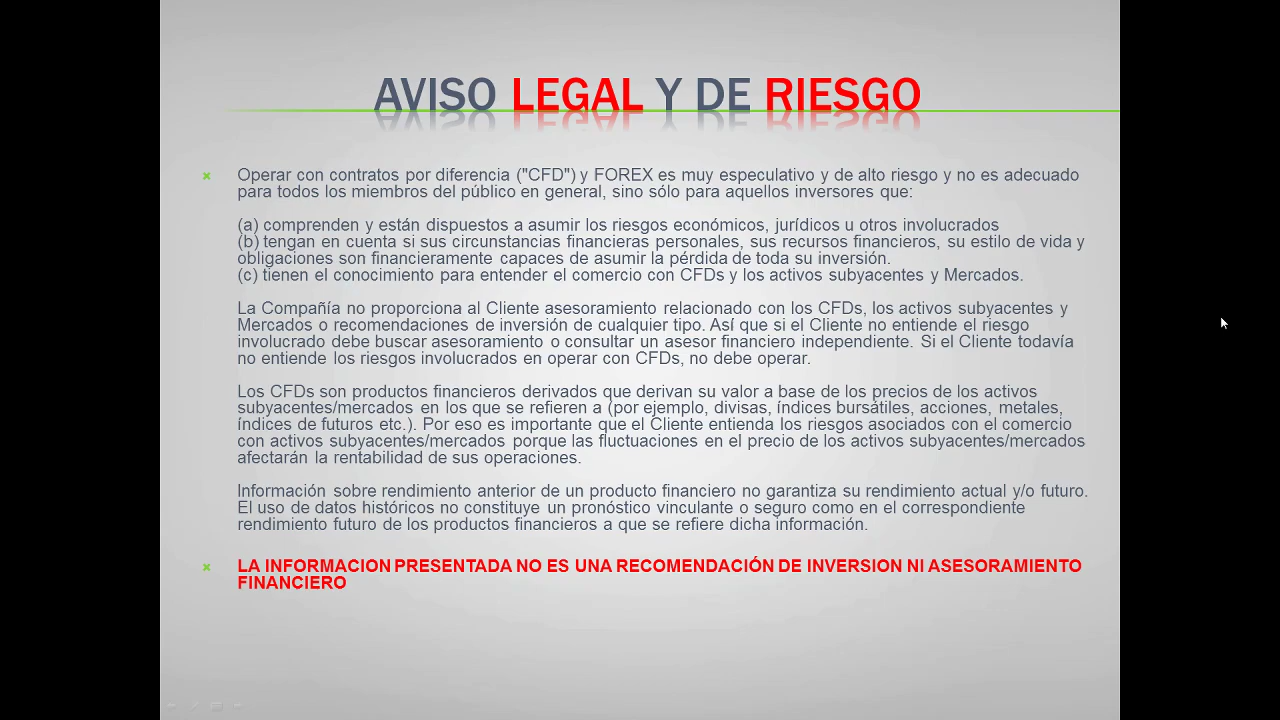 AVISO LEGAL Y DE RIESGO
Operar con contratos por diferencia ("CFD") y FOREX es muy especulativo y de alto riesgo y no es adecuado
para todos los miembros del público en general, sino sólo para aquellos inversores que:
(a) comprenden y están dispuestos a asumir los riesgos económicos, jurídicos u otros involucrados
(b) tengan en cuenta si sus circunstancias financieras personales, sus recursos financieros, su estilo de vida y
obligaciones son financieramente capaces de asumir la pérdida de toda su inversión.
(c) tienen el conocimiento para entender el comercio con CFDs y los activos subyacentes y Mercados.
La Compañía no proporciona al Cliente asesoramiento relacionado con los CFDs, los activos subyacentes y
Mercados o recomendaciones de inversión de cualquier tipo. Así que si el Cliente no entiende el riesgo
involucrado debe buscar asesoramiento o consultar un asesor financiero independiente. Si el Cliente todavía
no entiende los riesgos involucrados en operar con CFDs, no debe operar.
Los CFDs son productos financieros derivados que derivan su valor a base de los precios de los activos
subyacentes/mercados en los que se refieren a (por ejemplo, divisas, índices bursátiles, acciones, metales,
índices de futuros etc.). Por eso es importante que el Cliente entienda los riesgos asociados con el comercio
con activos subyacentes/mercados porque las fluctuaciones en el precio de los activos subyacentes/mercados
afectarán la rentabilidad de sus operaciones.
Información sobre rendimiento anterior de un producto financiero no garantiza su rendimiento actual y/o futuro.
El uso de datos históricos no constituye un pronóstico vinculante o seguro como en el correspondiente
rendimiento futuro de los productos financieros a que se refiere dicha información.
LA INFORMACION PRESENTADA NO ES UNA RECOMENDACIÓN DE INVERSION NI ASESORAMIENTO
FINANCIERO